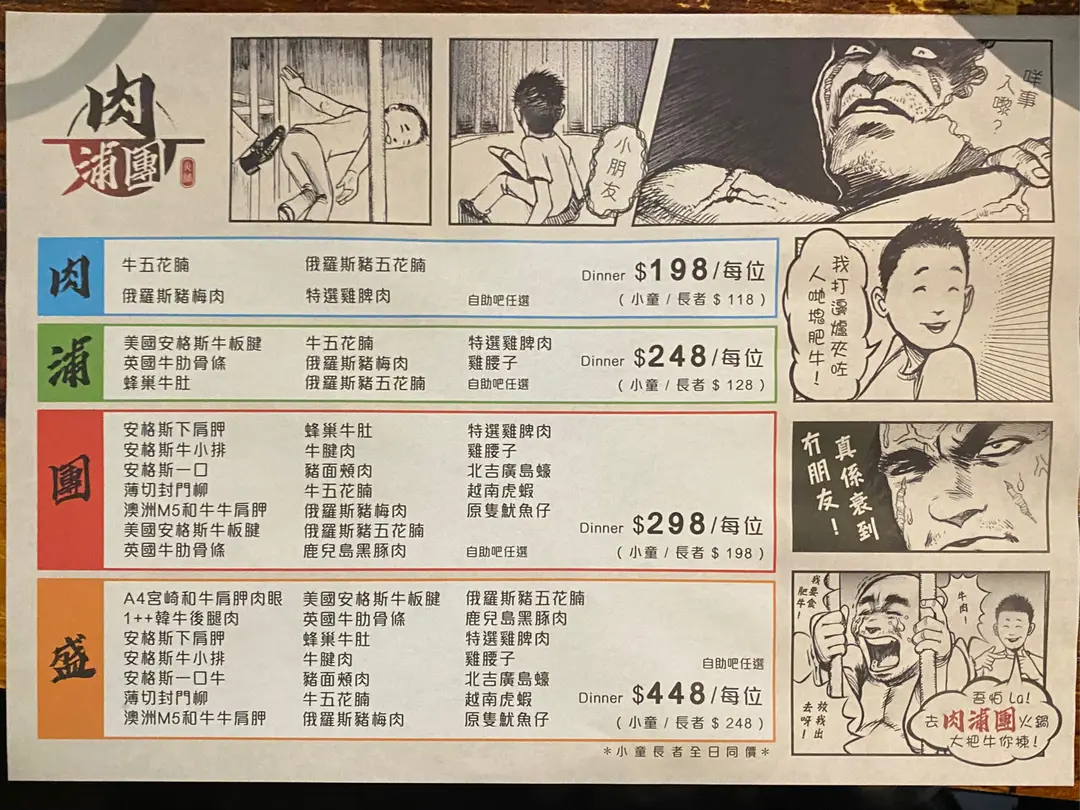 肉
浦團
火鍋
小朋友
咩事
人嚟？
肉
牛五花腩 俄羅斯豬五花腩
俄羅斯豬梅肉 特選雞脾肉 自助吧任選
Dinner $198/每位
( 小童 / 長者 $ 118 )
浦
美國安格斯牛板腱 牛五花腩 特選雞脾肉
英國牛肋骨條 俄羅斯豬梅肉 雞腰子
蜂巢牛肚 俄羅斯豬五花腩 自助吧任選
Dinner $248/每位
( 小童 / 長者 $ 128 )
團
安格斯下肩胛 蜂巢牛肚 特選雞脾肉
安格斯牛小排 牛腱肉 雞腰子
安格斯一口 豬面頰肉 北吉廣島蠔
薄切封門柳 牛五花腩 越南虎蝦
澳洲M5和牛牛肩胛 俄羅斯豬梅肉 原隻魷魚仔
美國安格斯牛板腱 俄羅斯豬五花腩
英國牛肋骨條 鹿兒島黑豚肉 自助吧任選
Dinner $298/每位
( 小童 / 長者 $ 198 )
盛
A4宮崎和牛肩胛肉眼 美國安格斯牛板腱 俄羅斯豬五花腩
1++韓牛後腿肉 英國牛肋骨條 鹿兒島黑豚肉
安格斯下肩胛 蜂巢牛肚 特選雞脾肉
安格斯牛小排 牛腱肉 雞腰子
安格斯一口牛 豬面頰肉 北吉廣島蠔
薄切封門柳 牛五花腩 越南虎蝦
澳洲M5和牛牛肩胛 俄羅斯豬梅肉 原隻魷魚仔
自助吧任選
Dinner $448/每位
( 小童 / 長者 $ 248 )
*小童長者全日同價*
我打邊爐夾咗
人哋塊肥牛！
真係衰到
冇朋友！
我要食
肥牛！
牛肉！
放我出
去呀！
吾怕 La!
去肉浦團火鍋
大把牛你揀！